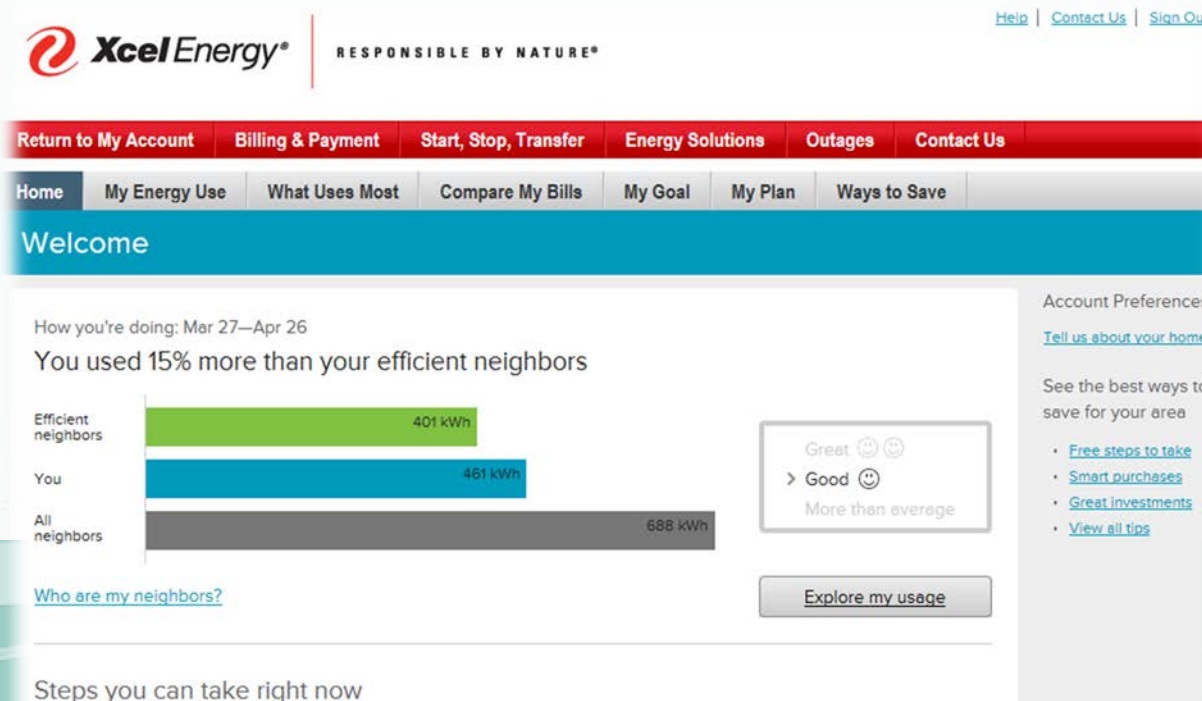 Help | Contact Us | Sign Ou
Xcel Energy®
RESPONSIBLE BY NATURE®
Return to My Account Billing & Payment Start, Stop, Transfer Energy Solutions Outages Contact Us
Home My Energy Use What Uses Most Compare My Bills My Goal My Plan Ways to Save
Welcome
How you're doing: Mar 27—Apr 26
You used 15% more than your efficient neighbors
Efficient
neighbors
401 kWh
You
461 kWh
All
neighbors
688 kWh
Great
> Good
More than average
Who are my neighbors?
Explore my usage
Steps you can take right now
Account Preferences
Tell us about your home
See the best ways to
save for your area
• Free steps to take
• Smart purchases
• Great investments
• View all tips